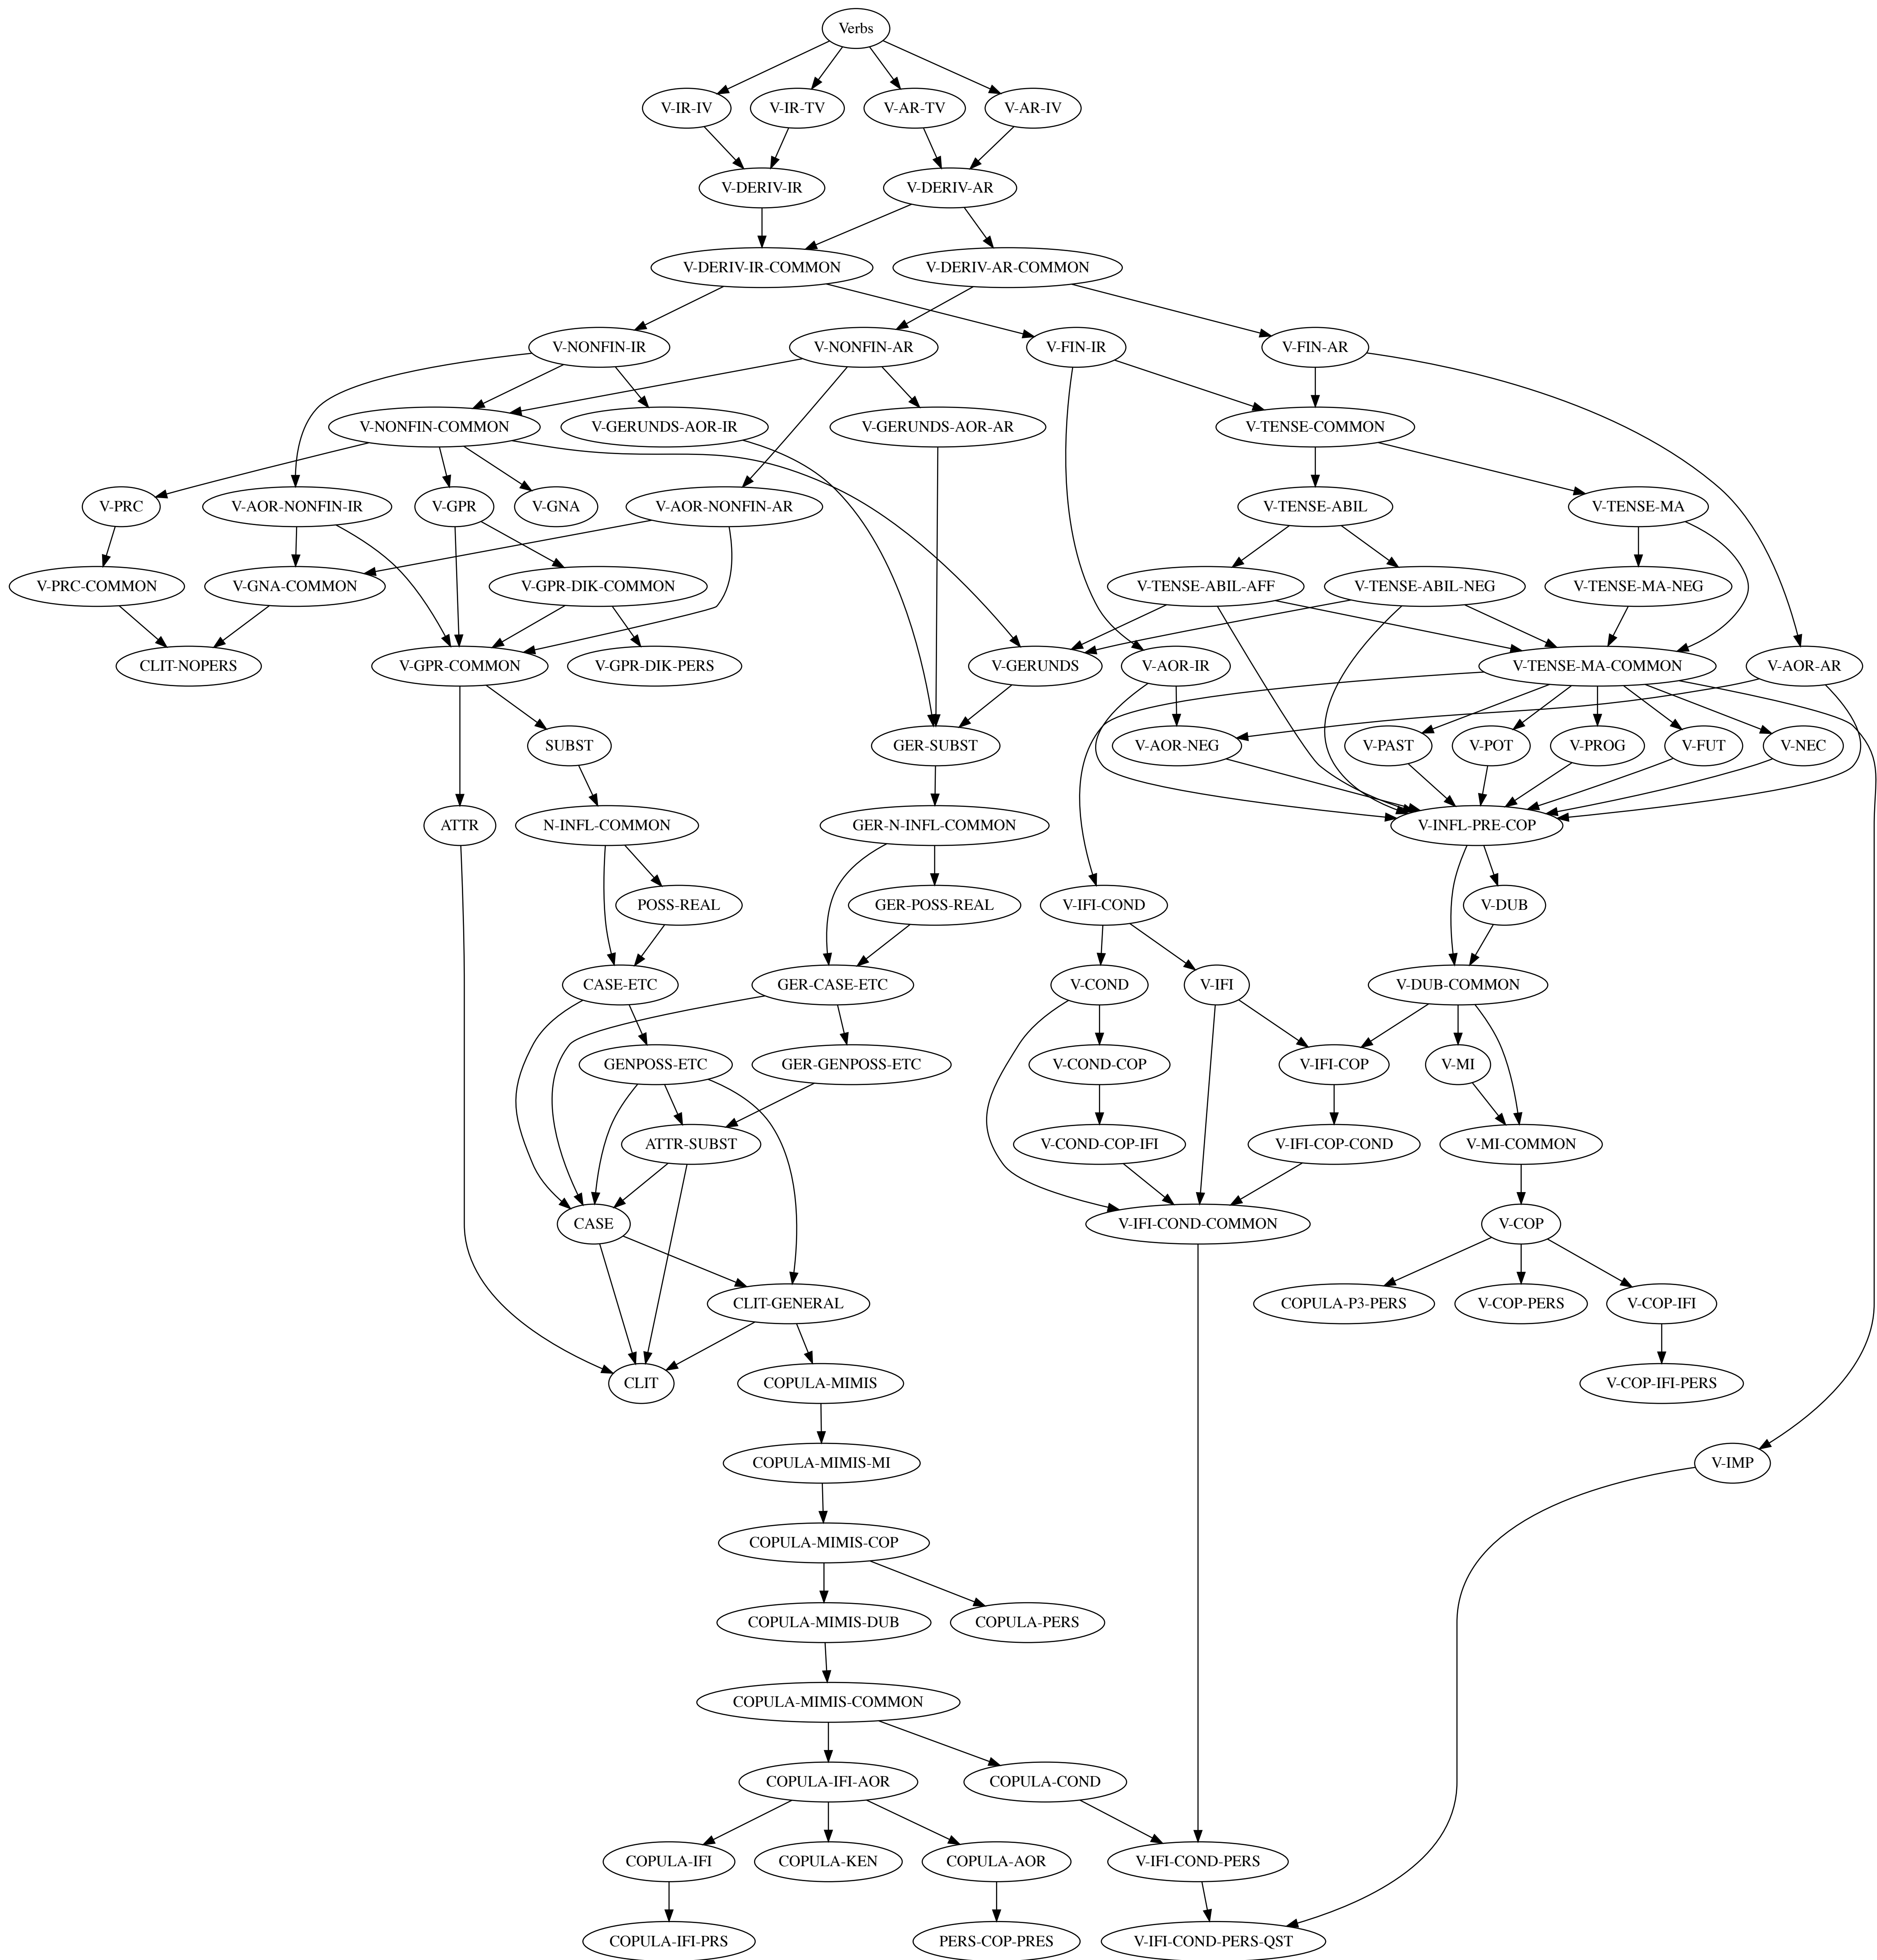 Verbs
V-IR-IV
V-IR-TV
V-AR-TV
V-AR-IV
V-DERIV-IR
V-DERIV-AR
V-DERIV-IR-COMMON
V-DERIV-AR-COMMON
V-NONFIN-IR
V-NONFIN-AR
V-FIN-IR
V-FIN-AR
V-NONFIN-COMMON
V-GERUNDS-AOR-IR
V-GERUNDS-AOR-AR
V-TENSE-COMMON
V-PRC
V-AOR-NONFIN-IR
V-GPR
V-GNA
V-AOR-NONFIN-AR
V-TENSE-ABIL
V-TENSE-MA
V-PRC-COMMON
V-GNA-COMMON
V-GPR-DIK-COMMON
V-TENSE-ABIL-AFF
V-TENSE-ABIL-NEG
V-TENSE-MA-NEG
CLIT-NOPERS
V-GPR-COMMON
V-GPR-DIK-PERS
V-GERUNDS
V-AOR-IR
V-TENSE-MA-COMMON
V-AOR-AR
SUBST
GER-SUBST
V-AOR-NEG
V-PAST
V-POT
V-PROG
V-FUT
V-NEC
ATTR
N-INFL-COMMON
GER-N-INFL-COMMON
V-INFL-PRE-COP
POSS-REAL
GER-POSS-REAL
V-IFI-COND
V-DUB
CASE-ETC
GER-CASE-ETC
V-COND
V-IFI
V-DUB-COMMON
GENPOSS-ETC
GER-GENPOSS-ETC
V-COND-COP
V-IFI-COP
V-MI
ATTR-SUBST
V-COND-COP-IFI
V-IFI-COP-COND
V-MI-COMMON
CASE
V-IFI-COND-COMMON
V-COP
CLIT-GENERAL
COPULA-P3-PERS
V-COP-PERS
V-COP-IFI
CLIT
COPULA-MIMIS
V-COP-IFI-PERS
COPULA-MIMIS-MI
V-IMP
COPULA-MIMIS-COP
COPULA-MIMIS-DUB
COPULA-PERS
COPULA-MIMIS-COMMON
COPULA-IFI-AOR
COPULA-COND
COPULA-IFI
COPULA-KEN
COPULA-AOR
V-IFI-COND-PERS
COPULA-IFI-PRS
PERS-COP-PRES
V-IFI-COND-PERS-QST